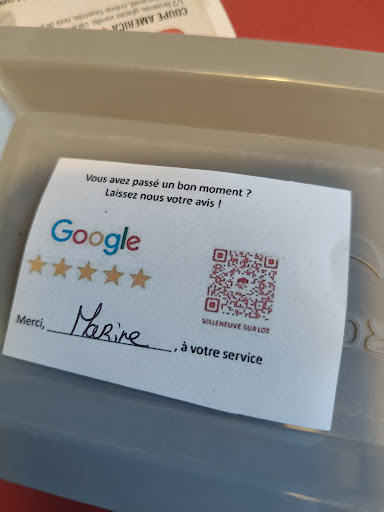 COUPE AMERICA
Vous avez passé un bon moment ?
Laissez nous votre avis !
Google
VILLENEUVE SUR LOT
Merci, Marine, à votre service